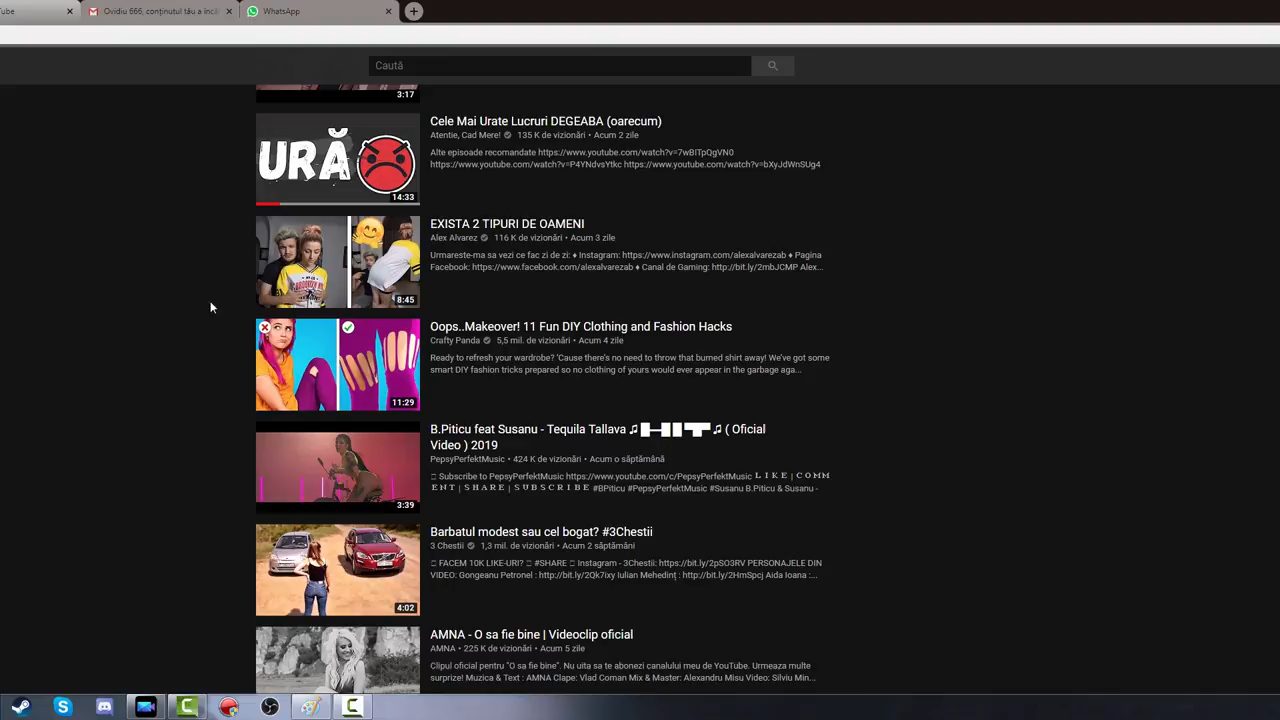 Tube
Ovidiu 666, conținutul tău a încă
WhatsApp
Caută
3:17
Cele Mai Urate Lucruri DEGEABA (oarecum)
Atentie, Cad Mere! 135 K de vizionări • Acum 2 zile
Alte episoade recomandate https://www.youtube.com/watch?v=7wBITpQgVN0
https://www.youtube.com/watch?v=P4YNdvsYtkc https://www.youtube.com/watch?v=bXyJdWnSUg4
URĂ
14:33
EXISTA 2 TIPURI DE OAMENI
Alex Alvarez 116 K de vizionări • Acum 3 zile
Urmareste-ma sa vezi ce fac zi de zi: ♦ Instagram: https://www.instagram.com/alexalvarezab ♦ Pagina
Facebook: https://www.facebook.com/alexalvarezab ♦ Canal de Gaming: http://bit.ly/2mbJCMP Alex...
8:45
Oops..Makeover! 11 Fun DIY Clothing and Fashion Hacks
Crafty Panda 5,5 mil. de vizionări • Acum 4 zile
Ready to refresh your wardrobe? 'Cause there's no need to throw that burned shirt away! We've got some
smart DIY fashion tricks prepared so no clothing of yours would ever appear in the garbage aga...
11:29
B.Piticu feat Susanu - Tequila Tallava ♫ █▬█ █ ▀█▀ ♫ ( Oficial
Video ) 2019
PepsyPerfektMusic • 424 K de vizionări • Acum o săptămână
Subscribe to PepsyPerfektMusic https://www.youtube.com/c/PepsyPerfektMusic L I K E | C O M M
E N T | S H A R E | S U B S C R I B E #BPiticu #PepsyPerfektMusic #Susanu B.Piticu & Susanu -
3:39
Barbatul modest sau cel bogat? #3Chestii
3 Chestii 1,3 mil. de vizionări • Acum 2 săptămâni
FACEM 10K LIKE-URI? #SHARE Instagram - 3Chestii: https://bit.ly/2pSO3RV PERSONAJELE DIN
VIDEO: Gongeanu Petronel : http://bit.ly/2Qk7ixy Iulian Mehedinț : http://bit.ly/2HmSpcj Aida Ioana :...
4:02
AMNA - O sa fie bine | Videoclip oficial
AMNA • 225 K de vizionări • Acum 5 zile
Clipul oficial pentru "O sa fie bine". Nu uita sa te abonezi canalului meu de YouTube. Urmeaza multe
surprize! Muzica & Text : AMNA Clape: Vlad Coman Mix & Master: Alexandru Misu Video: Silviu Min...